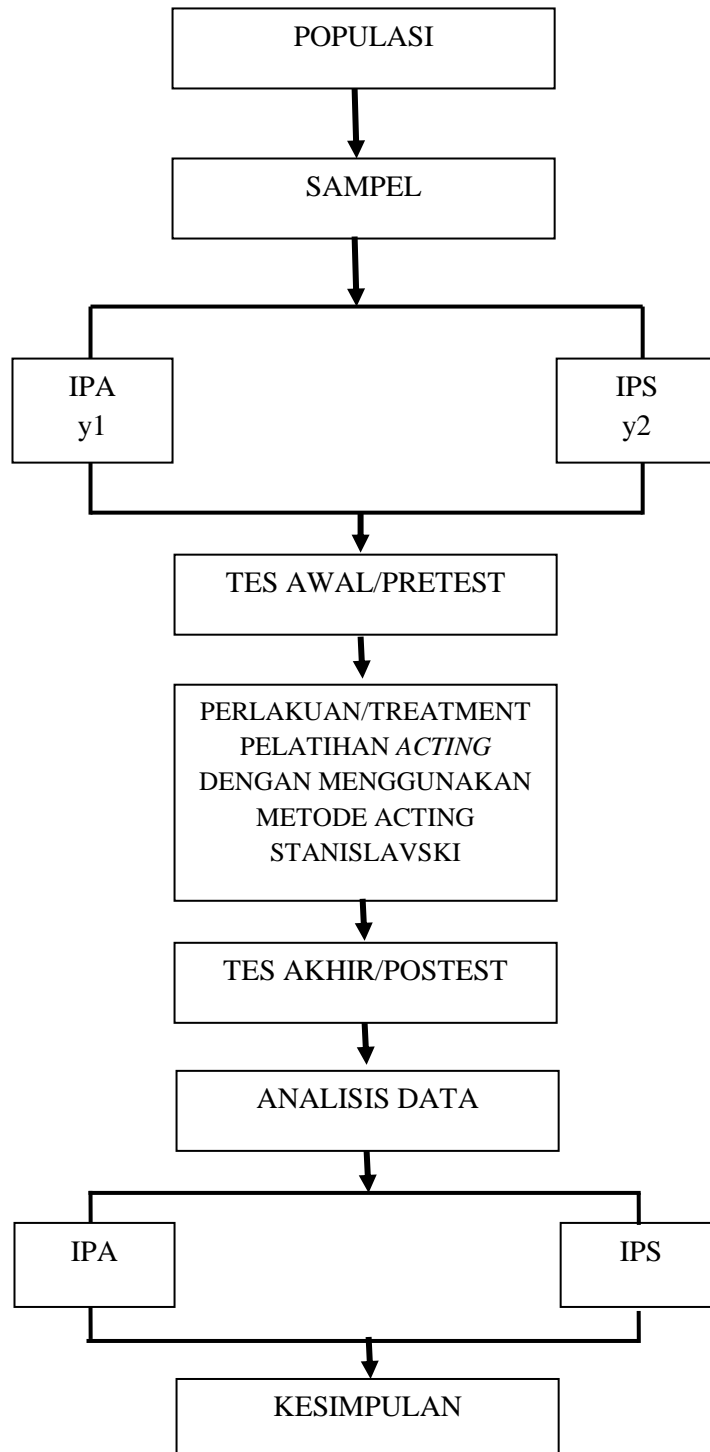 POPULASI
SAMPEL
IPA
y1
IPS
y2
TES AWAL/PRETEST
PERLAKUAN/TREATMENT
PELATIHAN ACTING
DENGAN MENGGUNAKAN
METODE ACTING
STANISLAVSKI
TES AKHIR/POSTEST
ANALISIS DATA
IPA
IPS
KESIMPULAN